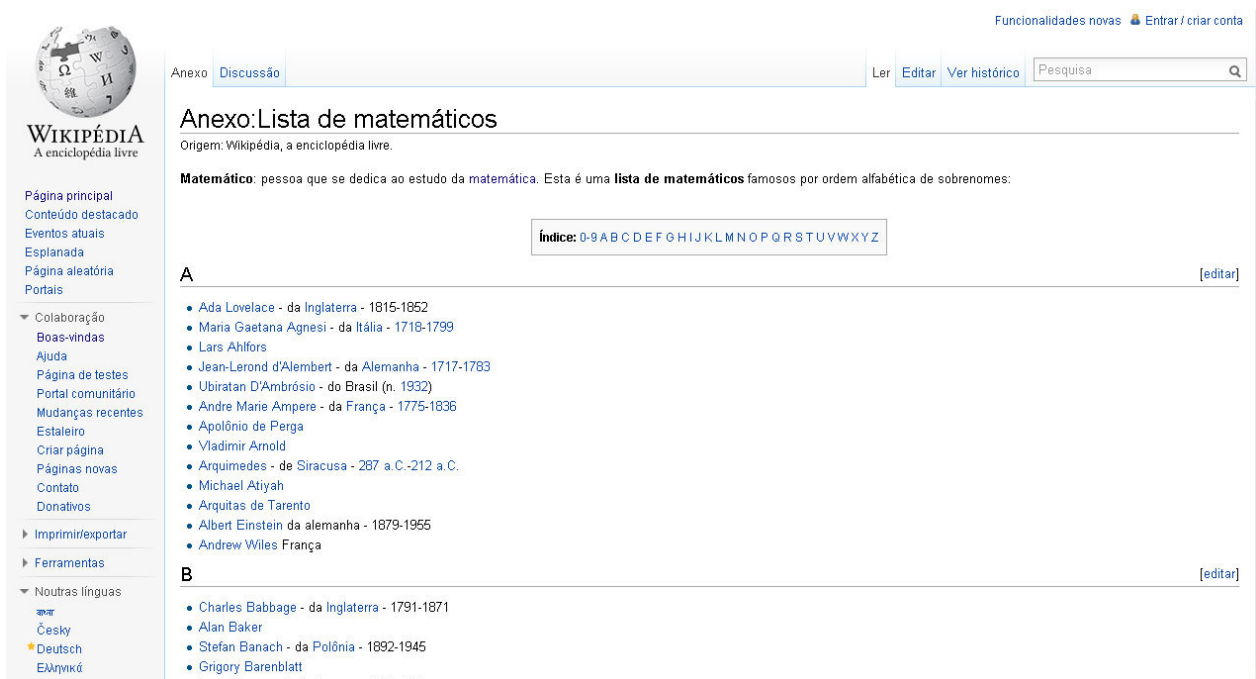 Funcionalidades novas Entrar / criar conta
Anexo Discussão Ler Editar Ver histórico Pesquisa
WIKIPÉDIA
A enciclopédia livre
Página principal
Conteúdo destacado
Eventos atuais
Esplanada
Página aleatória
Portais
Colaboração
Boas-vindas
Ajuda
Página de testes
Portal comunitário
Mudanças recentes
Estaleiro
Criar página
Páginas novas
Contato
Donativos
Imprimir/exportar
Ferramentas
Noutras línguas
বাংলা
Česky
Deutsch
Ελληνικά
Anexo:Lista de matemáticos
Origem: Wikipédia, a enciclopédia livre.
Matemático: pessoa que se dedica ao estudo da matemática. Esta é uma lista de matemáticos famosos por ordem alfabética de sobrenomes:
Índice: 0-9 A B C D E F G H I J K L M N O P Q R S T U V W X Y Z
A [editar]
Ada Lovelace - da Inglaterra - 1815-1852
Maria Gaetana Agnesi - da Itália - 1718-1799
Lars Ahlfors
Jean-Lerond d'Alembert - da Alemanha - 1717-1783
Ubiratan D'Ambrósio - do Brasil (n. 1932)
Andre Marie Ampere - da França - 1775-1836
Apolônio de Perga
Vladimir Arnold
Arquimedes - de Siracusa - 287 a.C.-212 a.C.
Michael Atiyah
Arquitas de Tarento
Albert Einstein da alemanha - 1879-1955
Andrew Wiles França
B [editar]
Charles Babbage - da Inglaterra - 1791-1871
Alan Baker
Stefan Banach - da Polônia - 1892-1945
Grigory Barenblatt